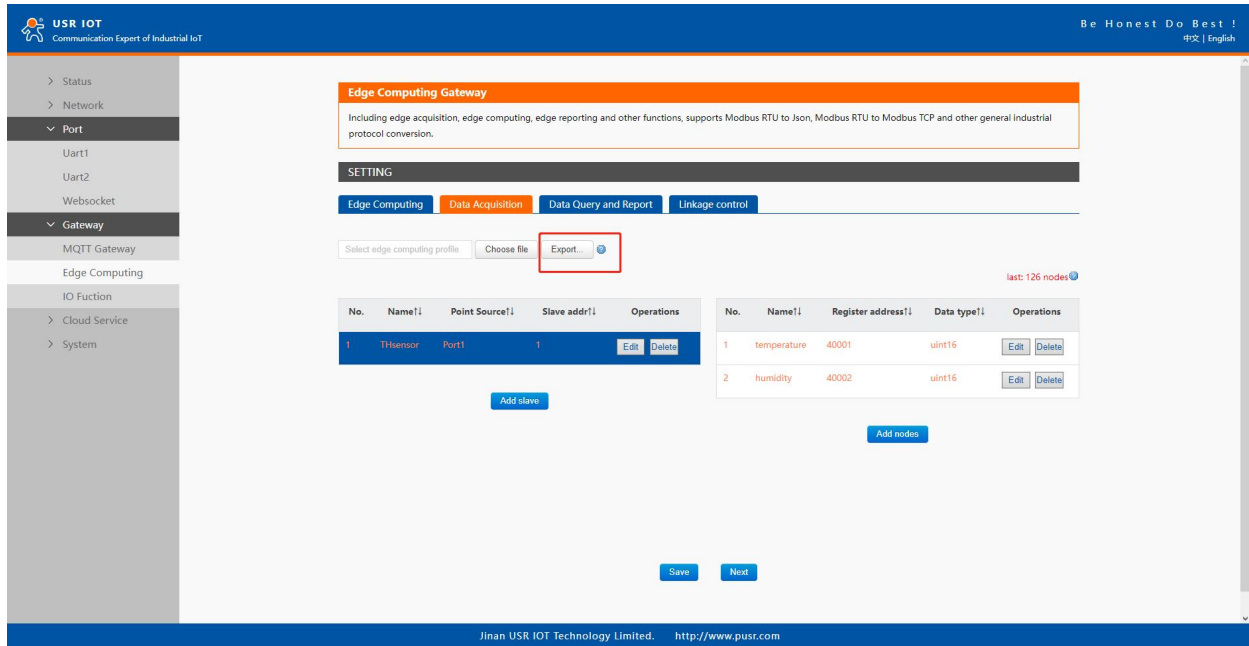 USR IOT
Communication Expert of Industrial IoT
Be Honest Do Best !
中文 | English
Status
Network
Port
Uart1
Uart2
Websocket
Gateway
MQTT Gateway
Edge Computing
IO Fuction
Cloud Service
System
Edge Computing Gateway
Including edge acquisition, edge computing, edge reporting and other functions, supports Modbus RTU to Json, Modbus RTU to Modbus TCP and other general industrial
protocol conversion.
SETTING
Edge Computing Data Acquisition Data Query and Report Linkage control
Select edge computing profile Choose file Export...
last: 126 nodes
No. Name↑↓ Point Source↑↓ Slave addr↑↓ Operations
1 THsensor Port1 1 Edit Delete
Add slave
No. Name↑↓ Register address↑↓ Data type↑↓ Operations
1 temperature 40001 uint16 Edit Delete
2 humidity 40002 uint16 Edit Delete
Add nodes
Save Next
Jinan USR IOT Technology Limited. http://www.pusr.com